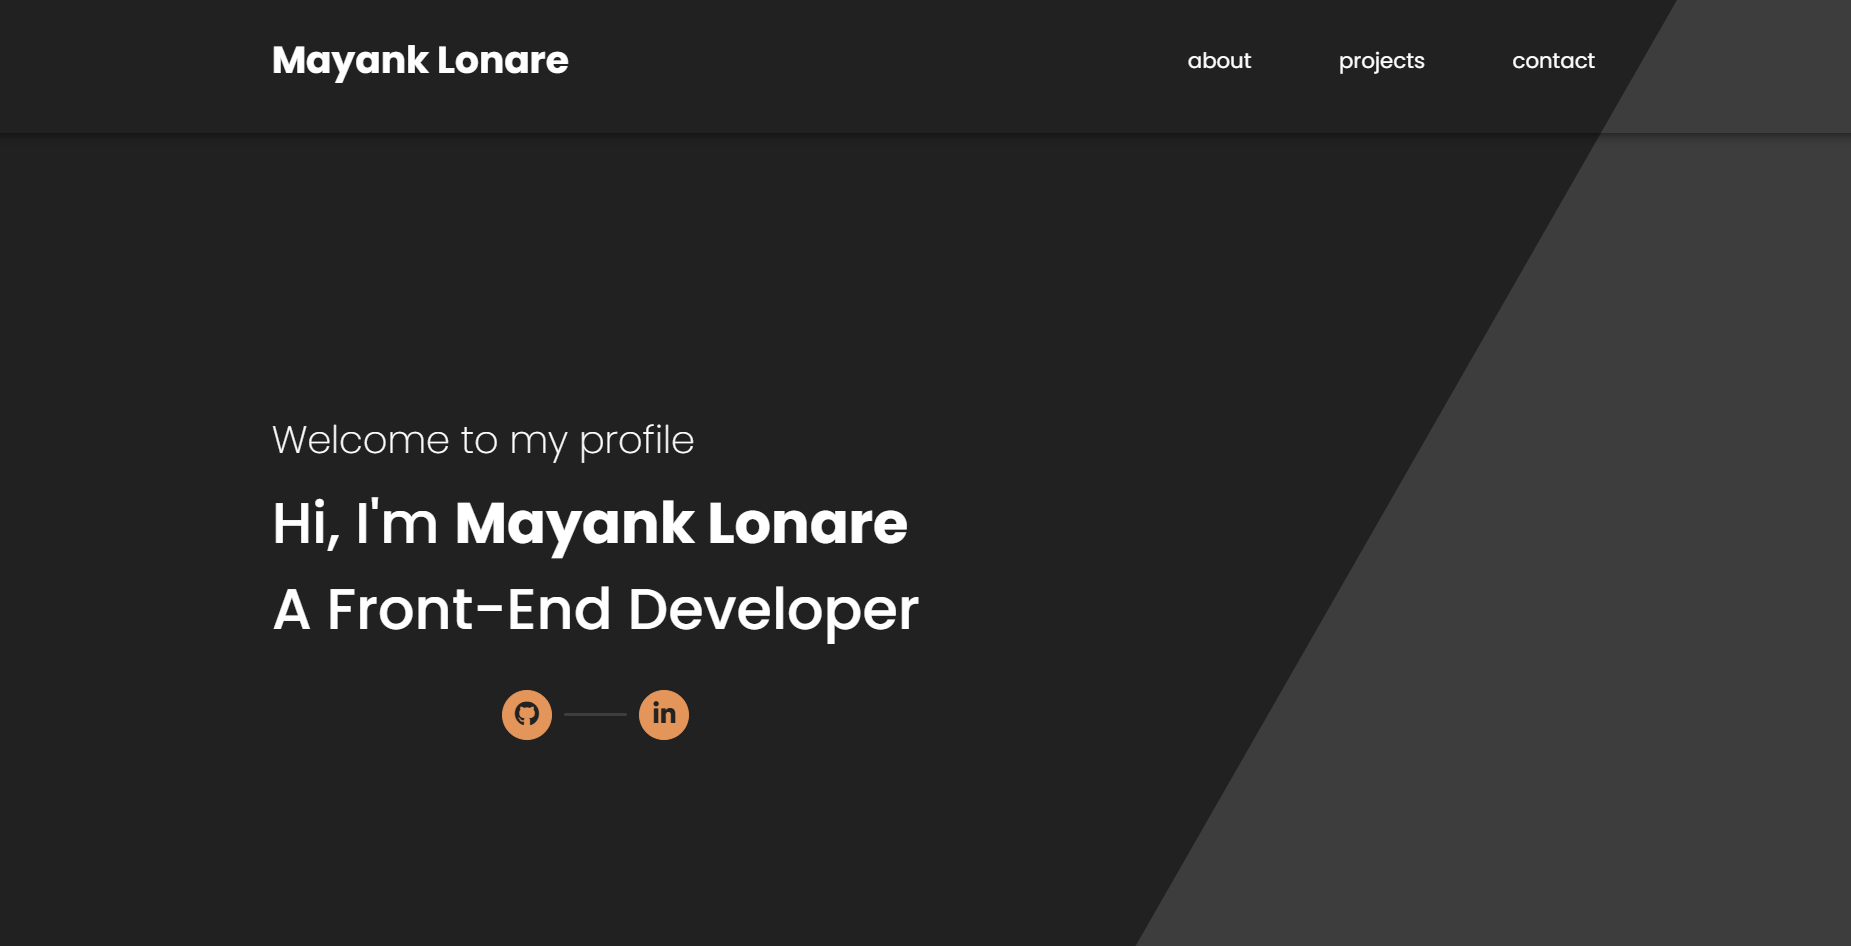 Mayank Lonare
about projects contact
Welcome to my profile
Hi, I'm Mayank Lonare
A Front-End Developer
in